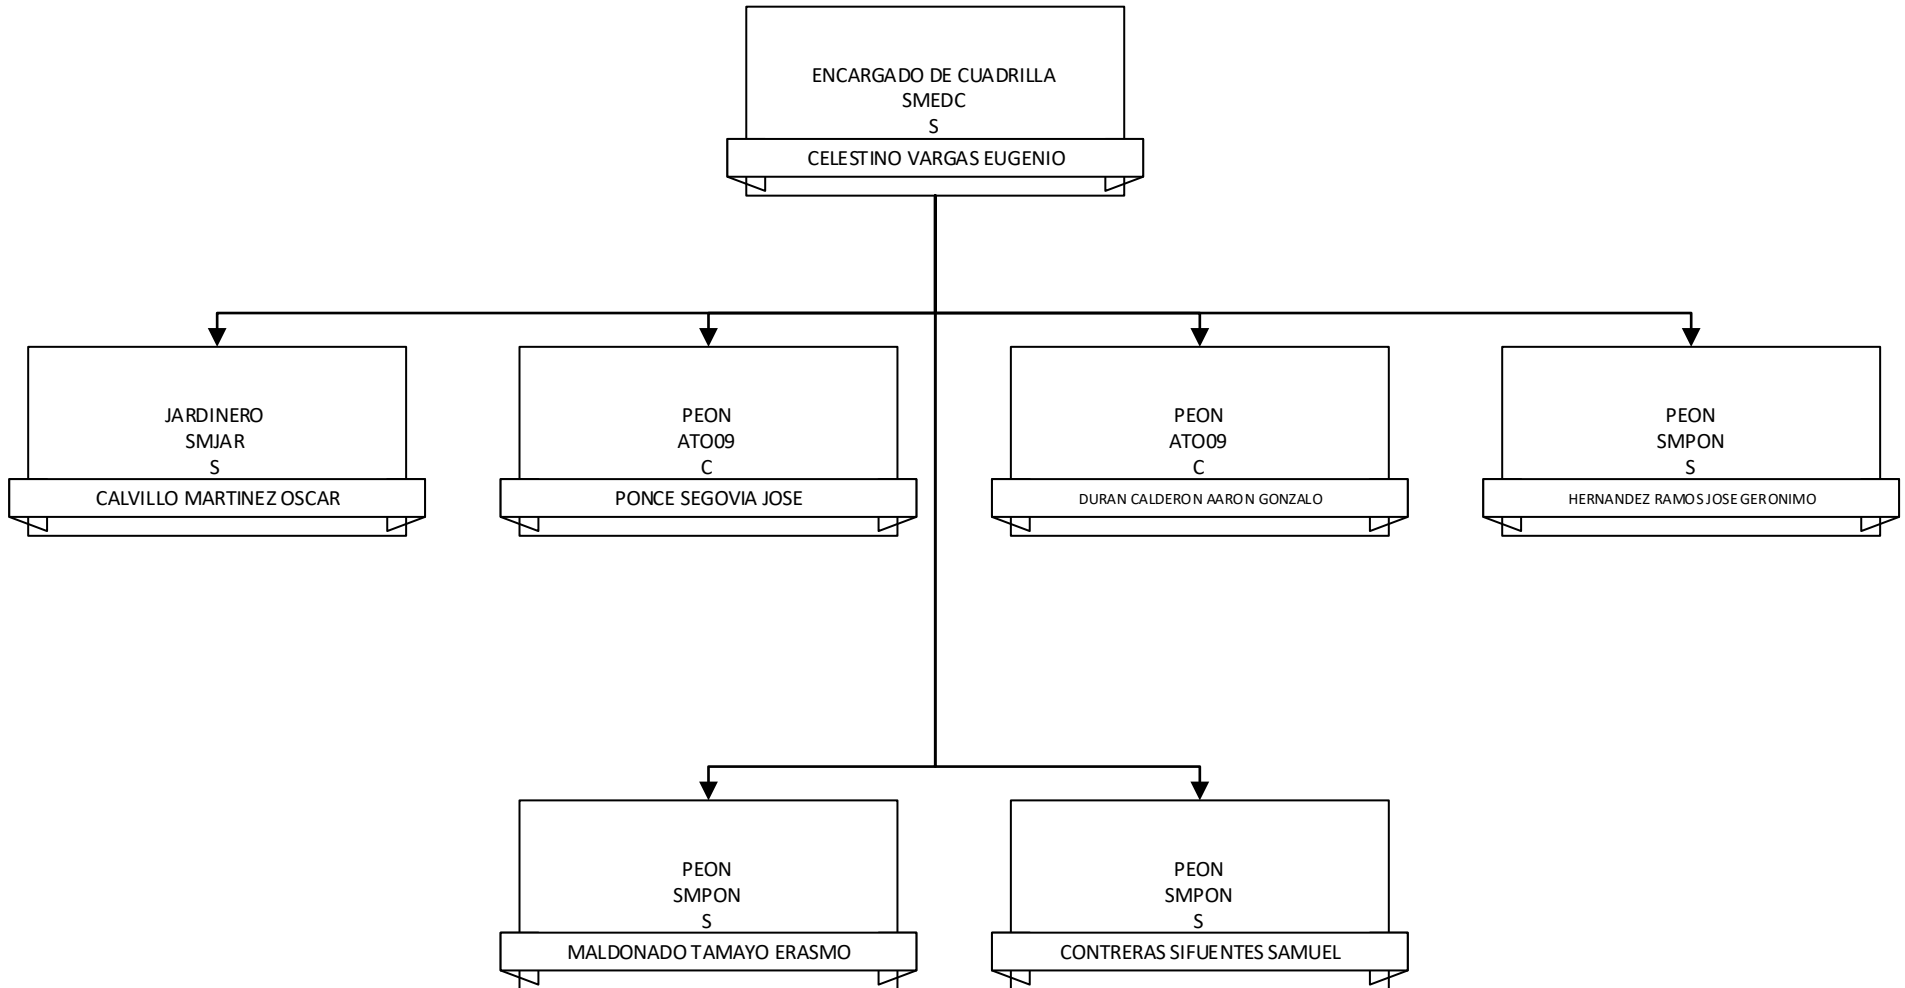 ENCARGADO DE CUADRILLA
SMEDC
S
CELESTINO VARGAS EUGENIO
JARDINERO
SMJAR
S
CALVILLO MARTINEZ OSCAR
PEON
ATO09
C
PONCE SEGOVIA JOSE
PEON
ATO09
C
DURAN CALDERON AARON GONZALO
PEON
SMPON
S
HERNANDEZ RAMOS JOSE GERONIMO
PEON
SMPON
S
MALDONADO TAMAYO ERASMO
PEON
SMPON
S
CONTRERAS SIFUENTES SAMUEL